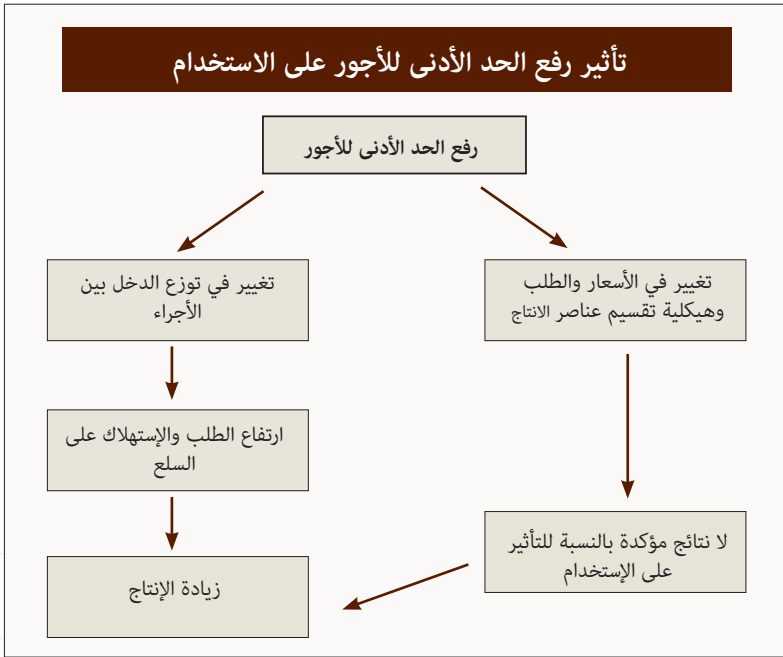 تأثير رفع الحد الأدنى للأجور على الاستخدام
رفع الحد الأدنى للأجور
تغيير في الأسعار والطلب
وهيكلية تقسيم عناصر الانتاج
تغيير في توزع الدخل بين
الأجراء
ارتفاع الطلب والإستهلاك على
السلع
لا نتائج مؤكدة بالنسبة للتأثير
على الإستخدام
زيادة الإنتاج